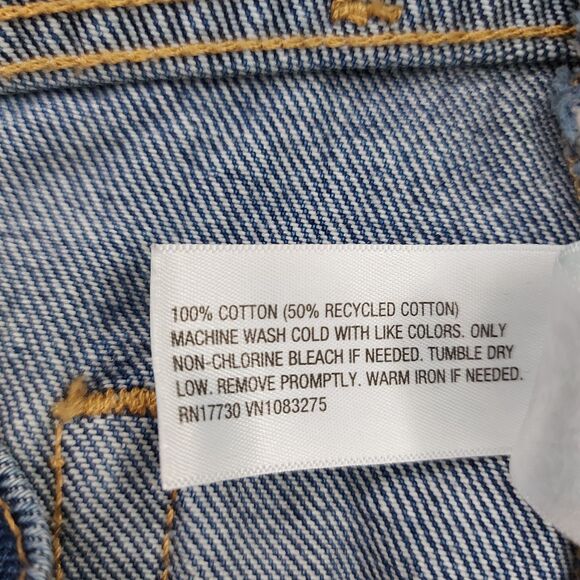 100% COTTON (50% RECYCLED COTTON)
MACHINE WASH COLD WITH LIKE COLORS. ONLY
NON-CHLORINE BLEACH IF NEEDED. TUMBLE DRY
LOW. REMOVE PROMPTLY. WARM IRON IF NEEDED.
RN17730 VN1083275